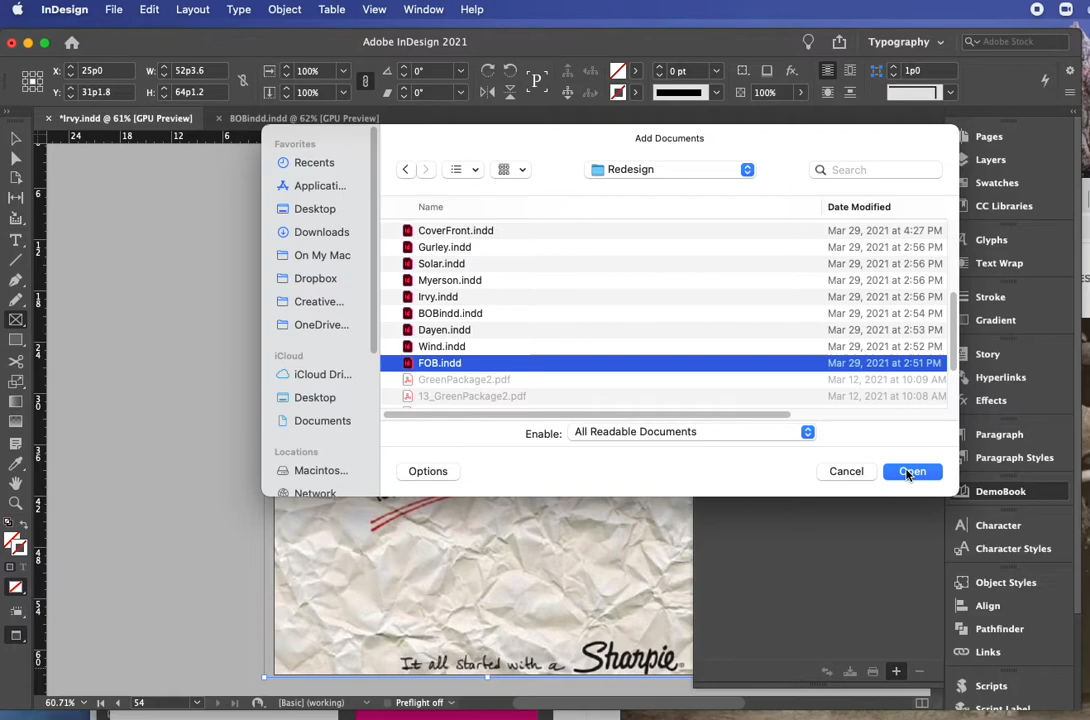 InDesign File Edit Layout Type Object Table View Window Help
Adobe InDesign 2021
Typography
Adobe Stock
X: 25p0 W: 52p3.6 100% 0° 0 pt 1p0
Y: 31p1.8 H: 64p1.2 100% 0° 100%
*Irvy.indd @ 61% [GPU Preview] BOBindd.indd @ 62% [GPU Preview]
24 18 12 6
Add Documents
Favorites
Recents
Applicati...
Desktop
Downloads
On My Mac
Dropbox
Creative...
OneDrive...
iCloud
iCloud Dri...
Desktop
Documents
Locations
Macintos...
Network
Redesign
Search
Name Date Modified
CoverFront.indd Mar 29, 2021 at 4:27 PM
Gurley.indd Mar 29, 2021 at 2:56 PM
Solar.indd Mar 29, 2021 at 2:56 PM
Myerson.indd Mar 29, 2021 at 2:56 PM
Irvy.indd Mar 29, 2021 at 2:56 PM
BOBindd.indd Mar 29, 2021 at 2:54 PM
Dayen.indd Mar 29, 2021 at 2:53 PM
Wind.indd Mar 29, 2021 at 2:52 PM
FOB.indd Mar 29, 2021 at 2:51 PM
GreenPackage2.pdf Mar 12, 2021 at 10:09 AM
13_GreenPackage2.pdf Mar 12, 2021 at 10:08 AM
Enable: All Readable Documents
Options Cancel Open
Pages
Layers
Swatches
CC Libraries
Glyphs
Text Wrap
Stroke
Gradient
Story
Hyperlinks
Effects
Paragraph
Paragraph Styles
DemoBook
Character
Character Styles
Object Styles
Align
Pathfinder
Links
Scripts
Script Label
It all started with a Sharpie
60.71% 54 [Basic] (working) Preflight off